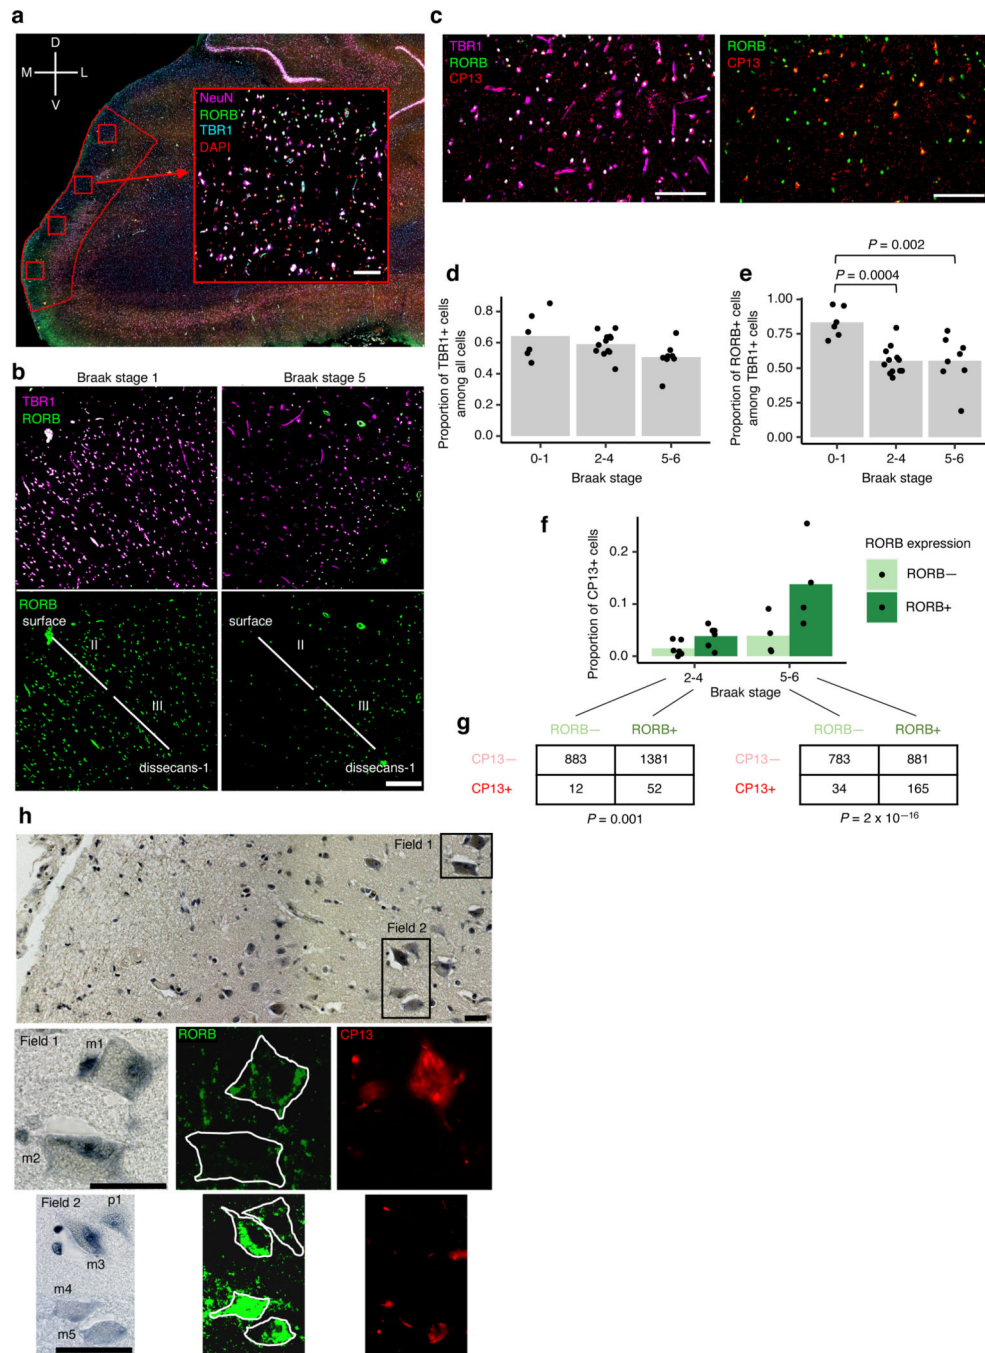 a
D
M
L
V
NeuN
RORB
TBR1
DAPI
b
Braak stage 1
Braak stage 5
TBR1
RORB
RORB
surface
II
III
dissecans-1
surface
II
III
dissecans-1
c
TBR1
RORB
CP13
RORB
CP13
d
Proportion of TBR1+ cells
among all cells
0.8
0.6
0.4
0.2
0.0
0-1
2-4
5-6
Braak stage
e
P = 0.002
P = 0.0004
Proportion of RORB+ cells
among TBR1+ cells
1.00
0.75
0.50
0.25
0.00
0-1
2-4
5-6
Braak stage
f
Proportion of CP13+ cells
0.2
0.1
0.0
2-4
5-6
Braak stage
RORB expression
RORB—
RORB+
g
RORB—
RORB+
CP13—
883
1381
CP13+
12
52
P = 0.001
RORB—
RORB+
CP13—
783
881
CP13+
34
165
P = 2 x 10—16
h
Field 1
Field 2
Field 1
m1
m2
RORB
CP13
Field 2
p1
m3
m4
m5